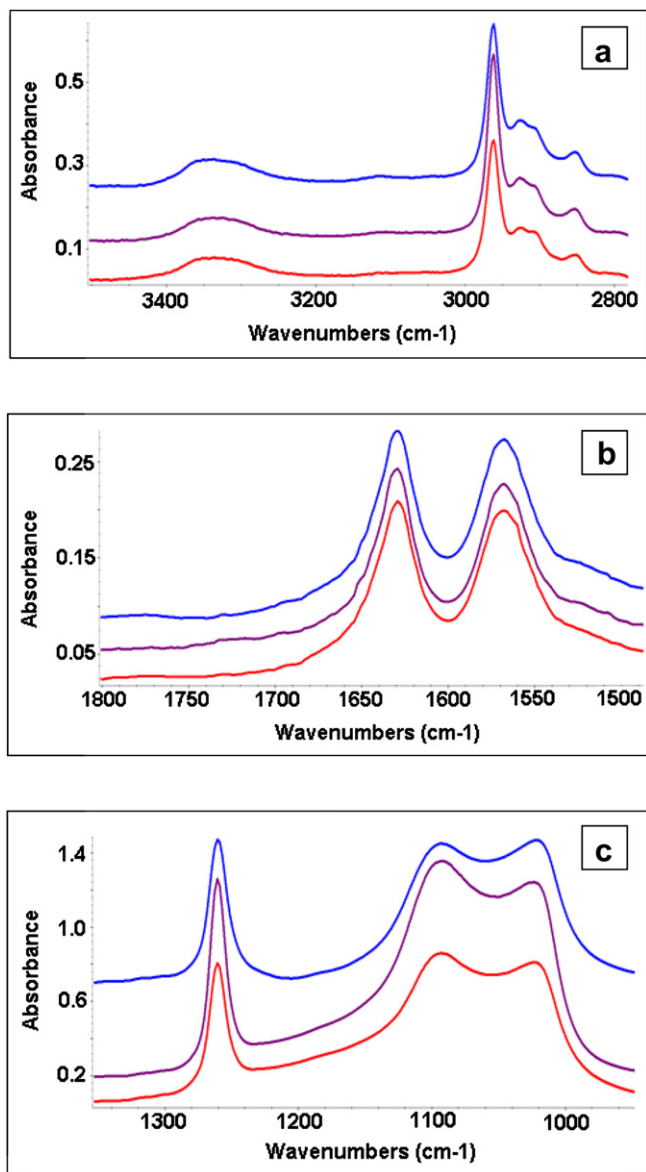 a
0.5
0.3
0.1
Absorbance
3400 3200 3000 2800
Wavenumbers (cm-1)
b
0.25
0.15
0.05
Absorbance
1800 1750 1700 1650 1600 1550 1500
Wavenumbers (cm-1)
c
1.4
1.0
0.6
0.2
Absorbance
1300 1200 1100 1000
Wavenumbers (cm-1)